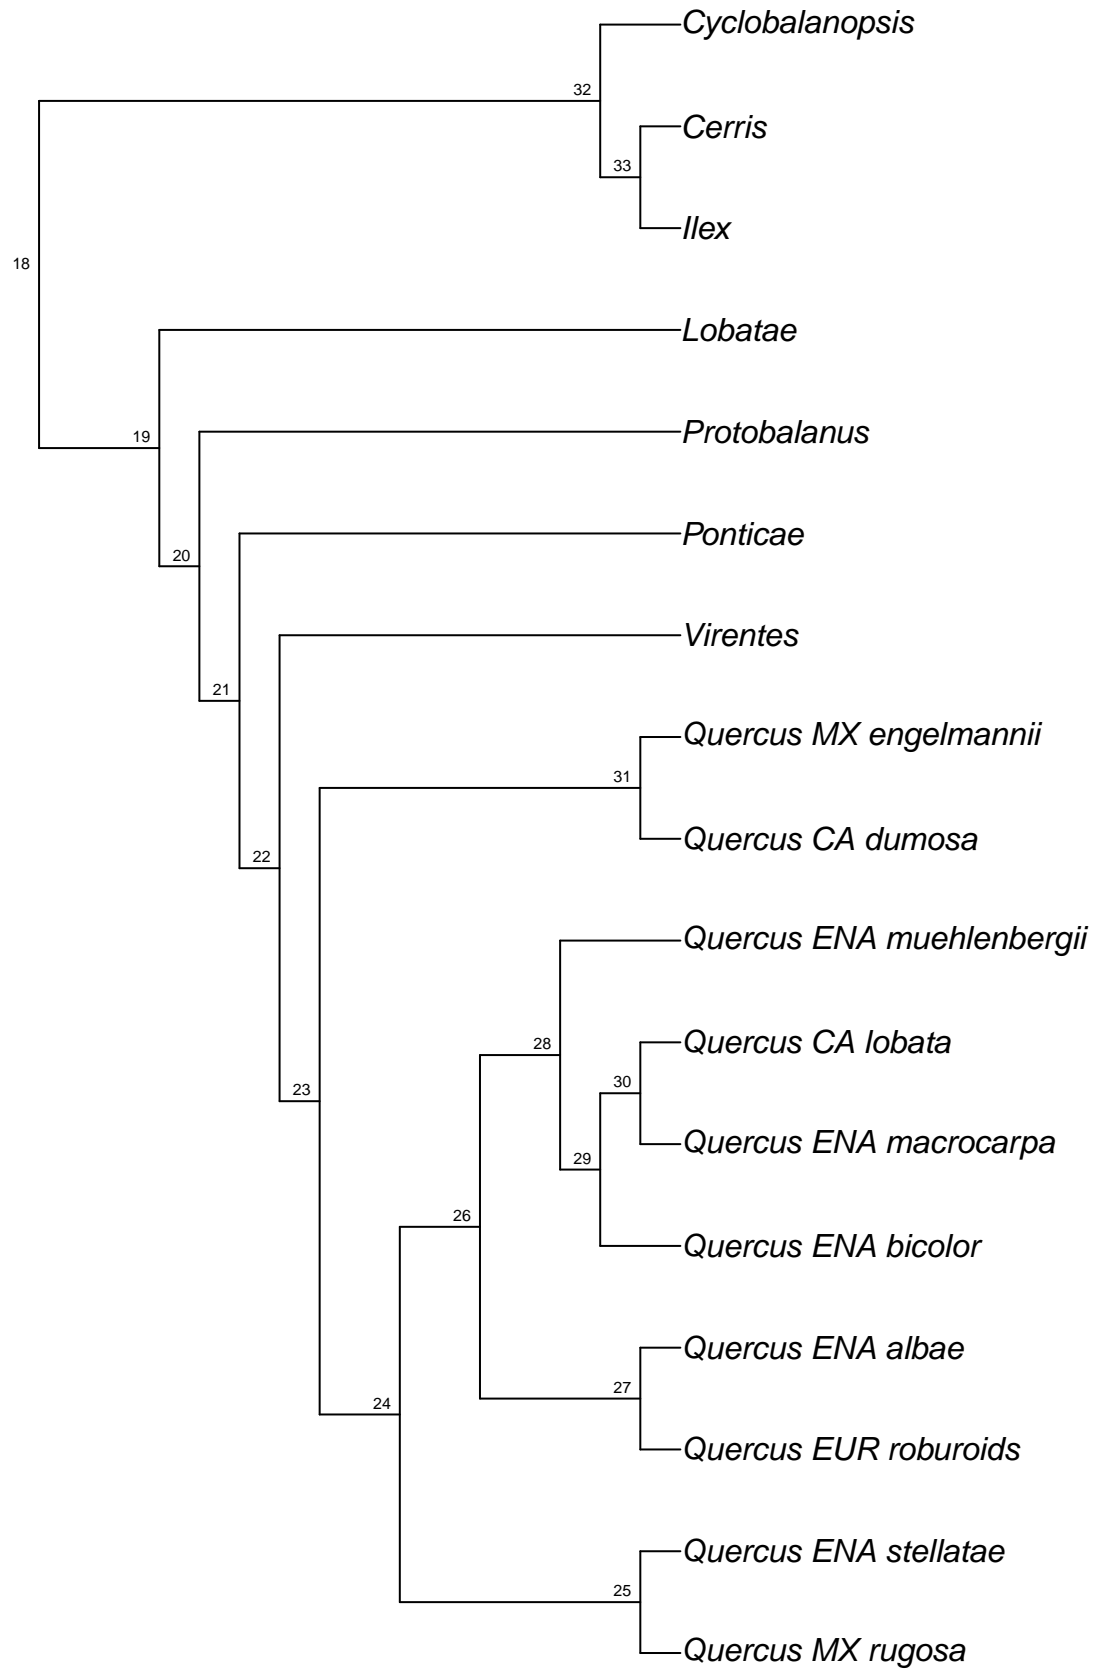 Cyclobalanopsis
32
Cerris
33
Ilex
18
Lobatae
19
Protobalanus
Ponticae
20
Virentes
21
Quercus MX engelmannii
31
Quercus CA dumosa
22
Quercus ENA muehlenbergii
28
Quercus CA lobata
30
23
Quercus ENA macrocarpa
29
26
Quercus ENA bicolor
Quercus ENA albae
27
24
Quercus EUR roburoids
Quercus ENA stellatae
25
Quercus MX rugosa